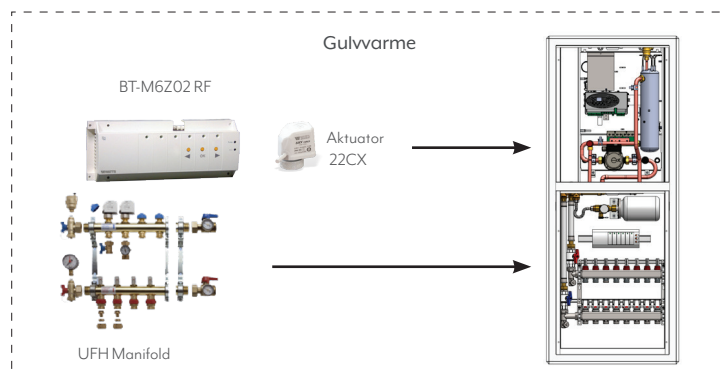 Gulvvarme
BT-M6Z02 RF
Aktuator
22CX
UFH Manifold